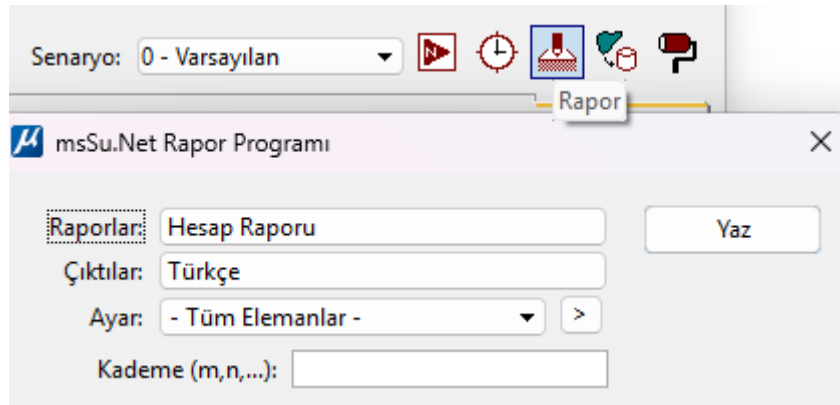 Senaryo: 0 - Varsayılan
Rapor
msSu.Net Rapor Programı
Raporlar: Hesap Raporu
Yaz
Çıktılar: Türkçe
Ayar: - Tüm Elemanlar - >
Kademe (m,n,...):